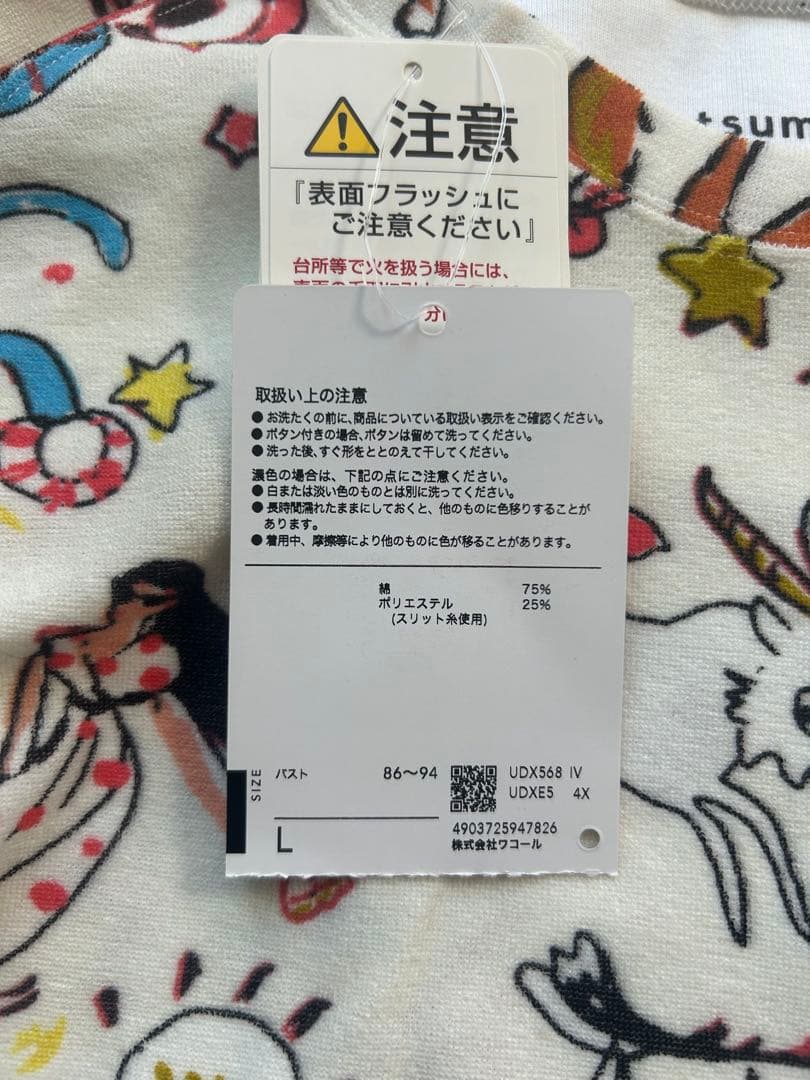 注意
『表面フラッシュに
ご注意ください』
台所等で火を扱う場合には、
分
取扱い上の注意
●お洗たくの前に、商品についている取扱い表示をご確認ください。
●ボタン付きの場合、ボタンは留めて洗ってください。
●洗った後、すぐ形をととのえて干してください。
濃色の場合は、下記の点にご注意ください。
●白または淡い色のものとは別に洗ってください。
●長時間濡れたままにしておくと、他のものに色移りすることが
あります。
●着用中、摩擦等により他のものに色が移ることがあります。
綿 75%
ポリエステル 25%
(スリット糸使用)
SIZE
バスト 86〜94
L
UDX568 IV
UDXE5 4X
4903725947826
株式会社ワコール
tsum